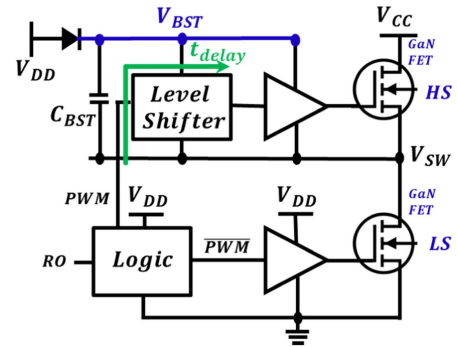 V_BST
V_CC
V_DD
t_delay
GaN
FET
C_BST
Level
Shifter
HS
V_SW
PWM
V_DD
V_DD
GaN
FET
RO
Logic
\overline{PWM}
LS